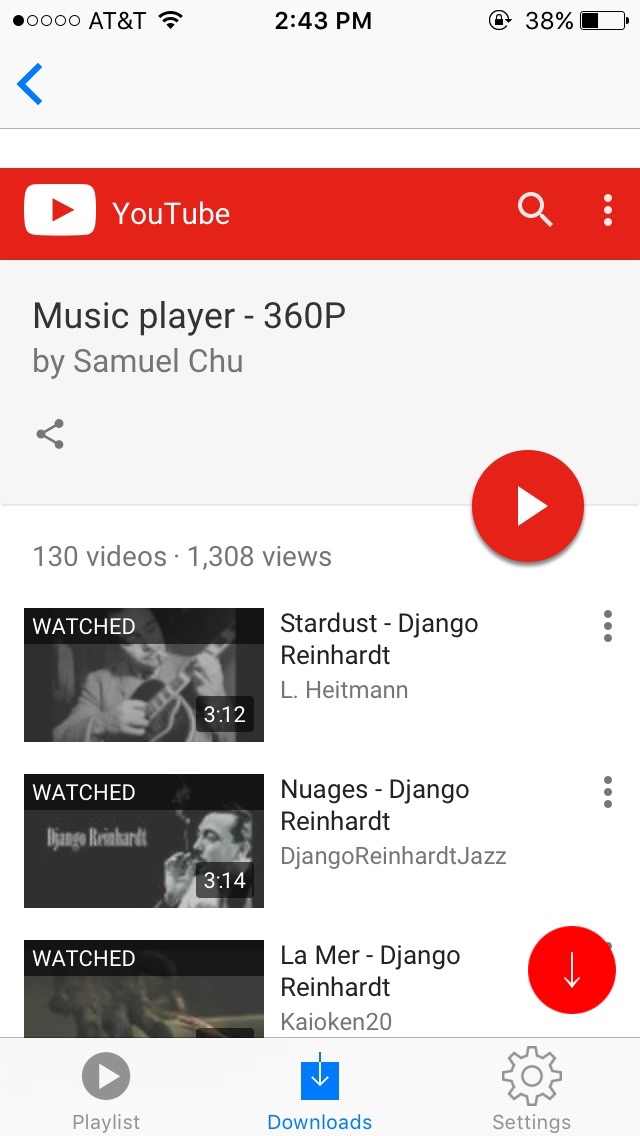 AT&T 2:43 PM 38%
YouTube
Music player - 360P
by Samuel Chu
130 videos · 1,308 views
WATCHED
3:12
Stardust - Django
Reinhardt
L. Heitmann
WATCHED
Django Reinhardt
3:14
Nuages - Django
Reinhardt
DjangoReinhardtJazz
WATCHED
La Mer - Django
Reinhardt
Kaioken20
Playlist
Downloads
Settings